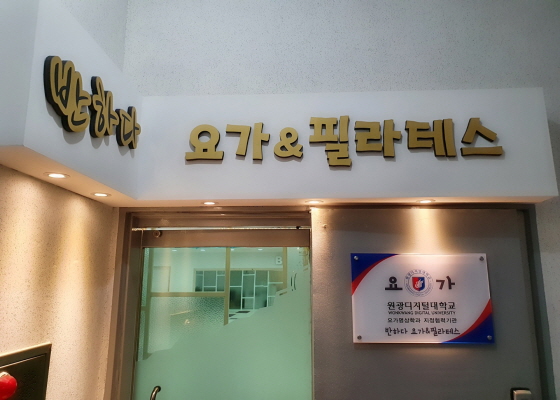 반하다
요가&필라테스
요 가
원광디지털대학교
WONKWANG DIGITAL UNIVERSITY
요가명상학과 지정협력기관
반하다 요가&필라테스